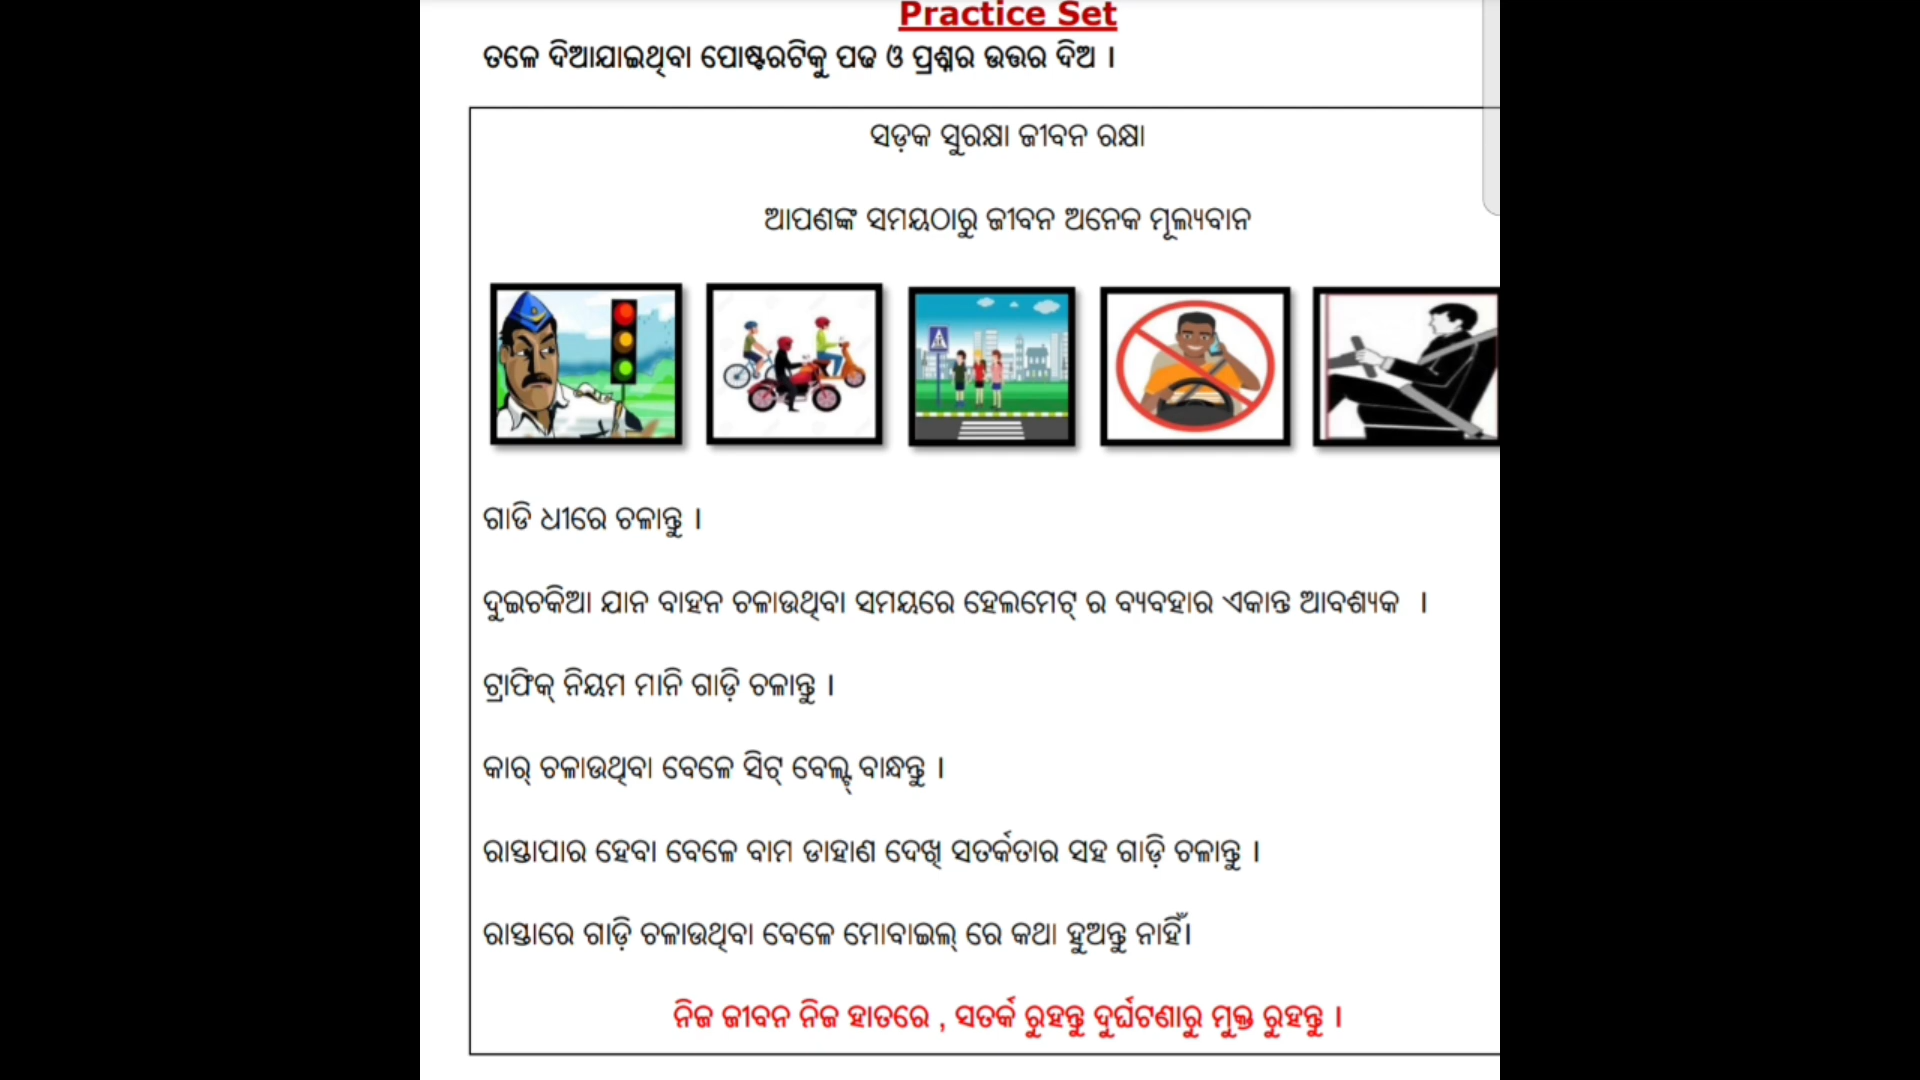 Practice Set
ତଳେ ଦିଆଯାଇଥିବା ପୋଷ୍ଟରଟିକୁ ପଢ ଓ ପ୍ରଶ୍ନର ଉତ୍ତର ଦିଅ ।
ସଡ଼କ ସୁରକ୍ଷା ଜୀବନ ରକ୍ଷା
ଆପଣଙ୍କ ସମୟଠାରୁ ଜୀବନ ଅନେକ ମୂଲ୍ୟବାନ
ଗାଡି ଧୀରେ ଚଳାନ୍ତୁ ।
ଦୁଇଚକିଆ ଯାନ ବାହନ ଚଳାଉଥିବା ସମୟରେ ହେଲମେଟ୍ ର ବ୍ୟବହାର ଏକାନ୍ତ ଆବଶ୍ୟକ ।
ଟ୍ରାଫିକ୍ ନିୟମ ମାନି ଗାଡ଼ି ଚଳାନ୍ତୁ ।
କାର୍ ଚଳାଉଥିବା ବେଳେ ସିଟ୍ ବେଲ୍ଟ୍ ବାନ୍ଧନ୍ତୁ ।
ରାସ୍ତାପାର ହେବା ବେଳେ ବାମ ଡାହାଣ ଦେଖି ସତର୍କତାର ସହ ଗାଡ଼ି ଚଳାନ୍ତୁ ।
ରାସ୍ତାରେ ଗାଡ଼ି ଚଳାଉଥିବା ବେଳେ ମୋବାଇଲ୍ ରେ କଥା ହୁଅନ୍ତୁ ନାହିଁ।
ନିଜ ଜୀବନ ନିଜ ହାତରେ , ସତର୍କ ରୁହନ୍ତୁ ଦୁର୍ଘଟଣାରୁ ମୁକ୍ତ ରୁହନ୍ତୁ ।